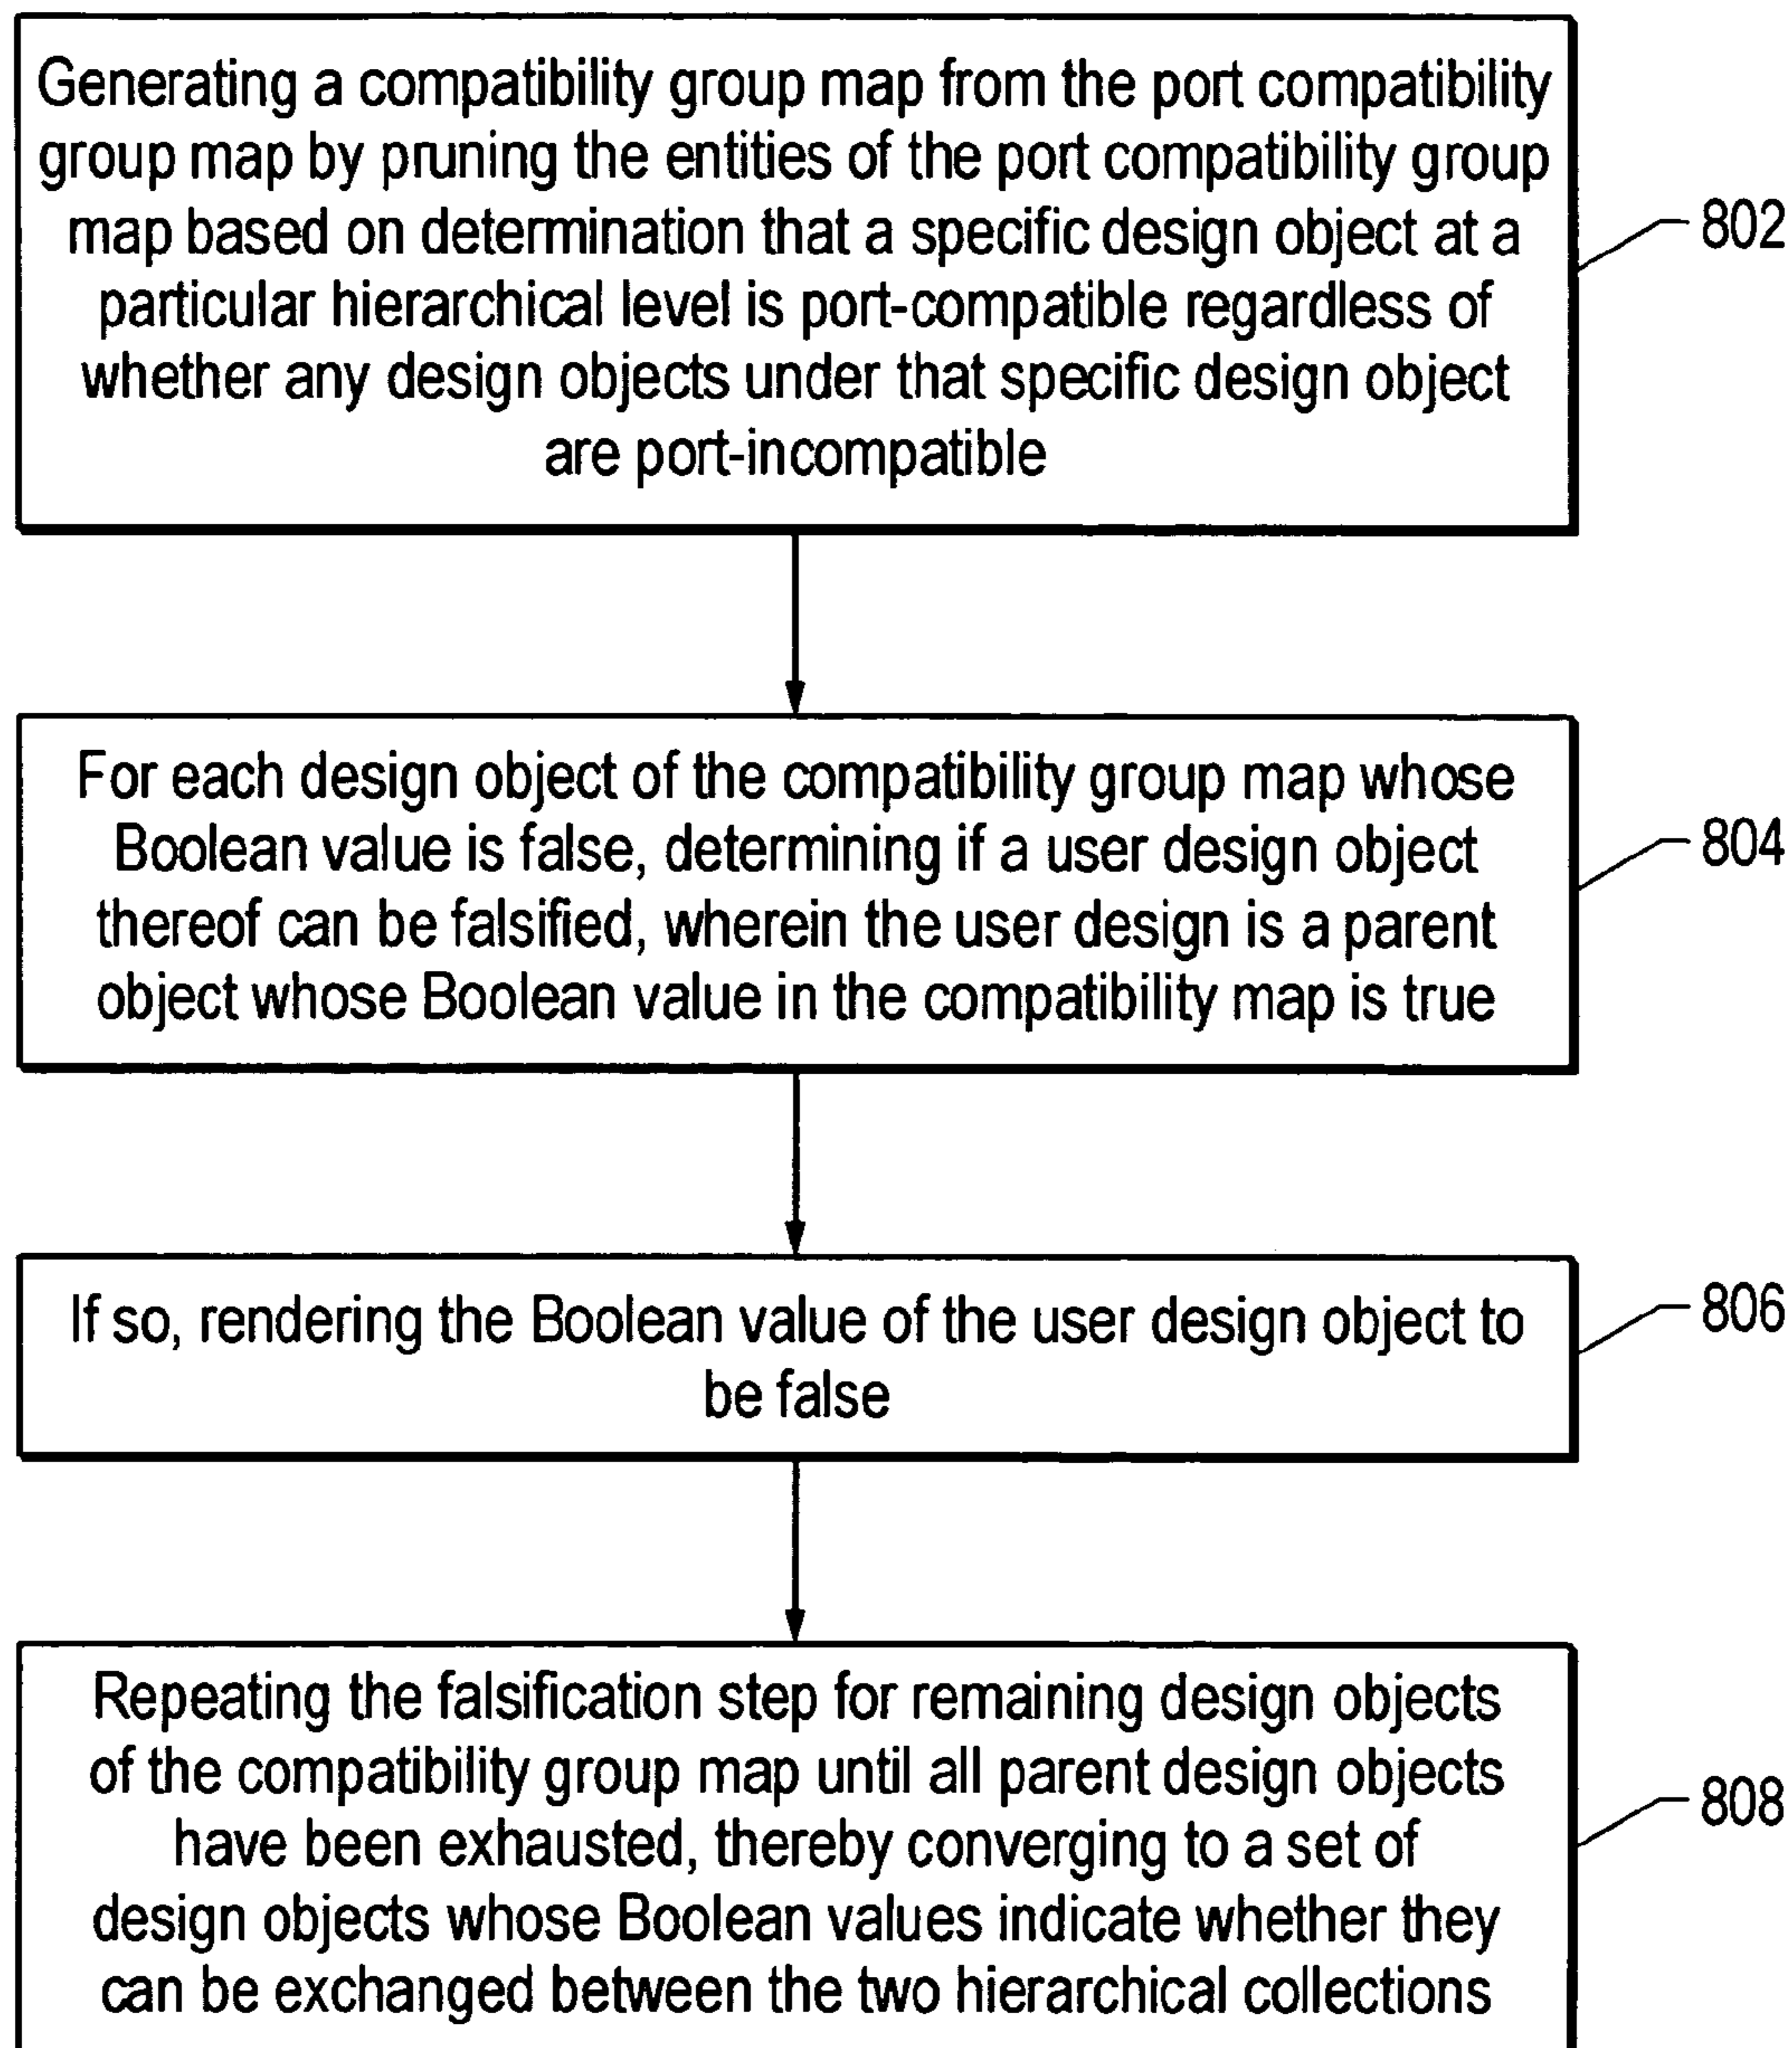 Generating a compatibility group map from the port compatibility
group map by pruning the entities of the port compatibility group
map based on determination that a specific design object at a
particular hierarchical level is port-compatible regardless of
whether any design objects under that specific design object
are port-incompatible
802
For each design object of the compatibility group map whose
Boolean value is false, determining if a user design object
thereof can be falsified, wherein the user design is a parent
object whose Boolean value in the compatibility map is true
804
If so, rendering the Boolean value of the user design object to
be false
806
Repeating the falsification step for remaining design objects
of the compatibility group map until all parent design objects
have been exhausted, thereby converging to a set of
design objects whose Boolean values indicate whether they
can be exchanged between the two hierarchical collections
808